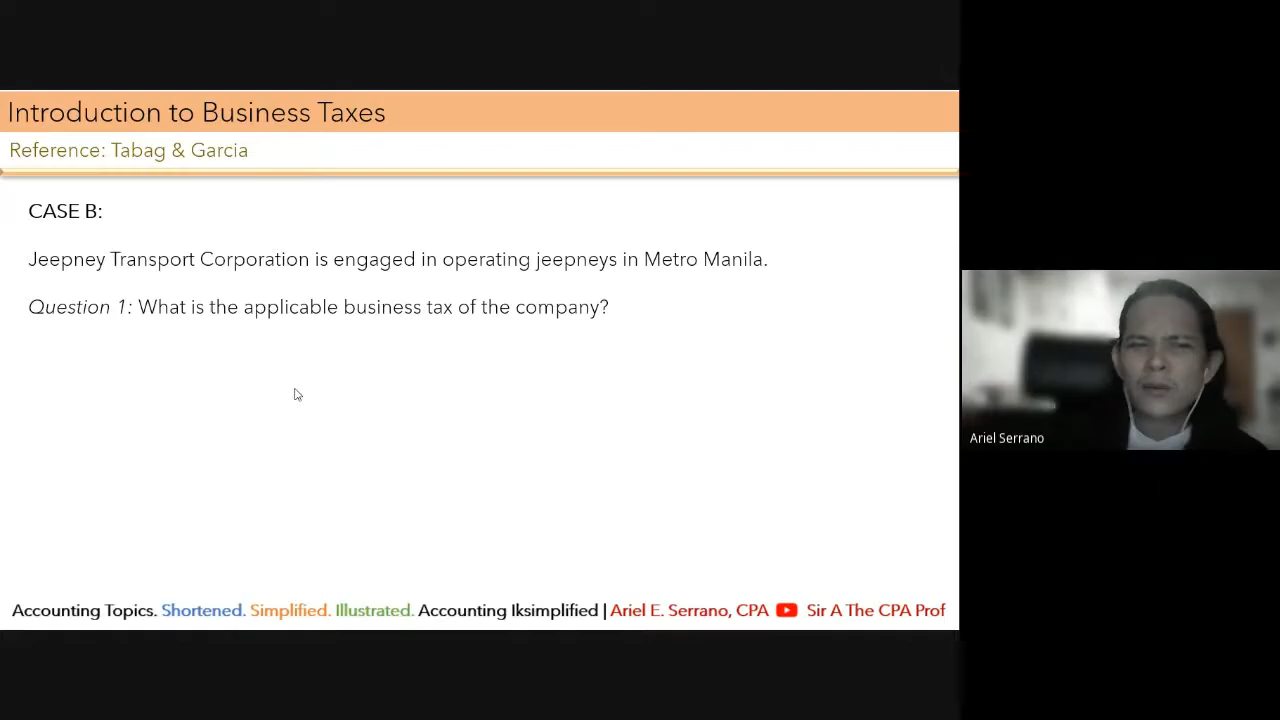 Introduction to Business Taxes
Reference: Tabag & Garcia
CASE B:
Jeepney Transport Corporation is engaged in operating jeepneys in Metro Manila.
Question 1: What is the applicable business tax of the company?
Ariel Serrano
Accounting Topics. Shortened. Simplified. Illustrated. Accounting Iksimplified | Ariel E. Serrano, CPA Sir A The CPA Prof